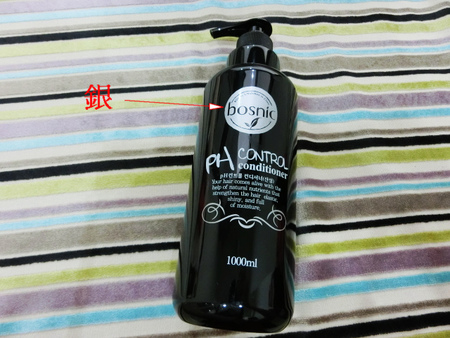 銀
bosnic
PH CONTROL
conditioner
Your hair comes alive with the
help of natural nutrients that
strengthen the hair
shiny, and full
of moisture.
1000ml